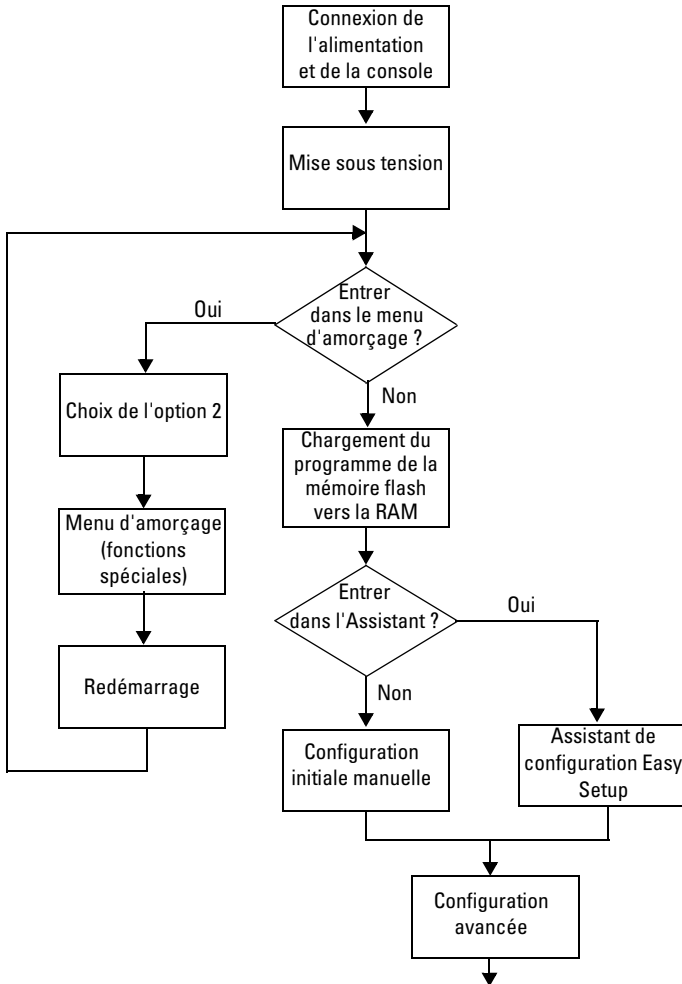 Connexion de
l'alimentation
et de la console
Mise sous tension
Entrer
dans le menu
d'amorçage ?
Oui
Non
Choix de l'option 2
Chargement du
programme de la
mémoire flash
vers la RAM
Menu d'amorçage
(fonctions
spéciales)
Entrer
dans l'Assistant ?
Oui
Non
Redémarrage
Configuration
initiale manuelle
Assistant de
configuration Easy
Setup
Configuration
avancée